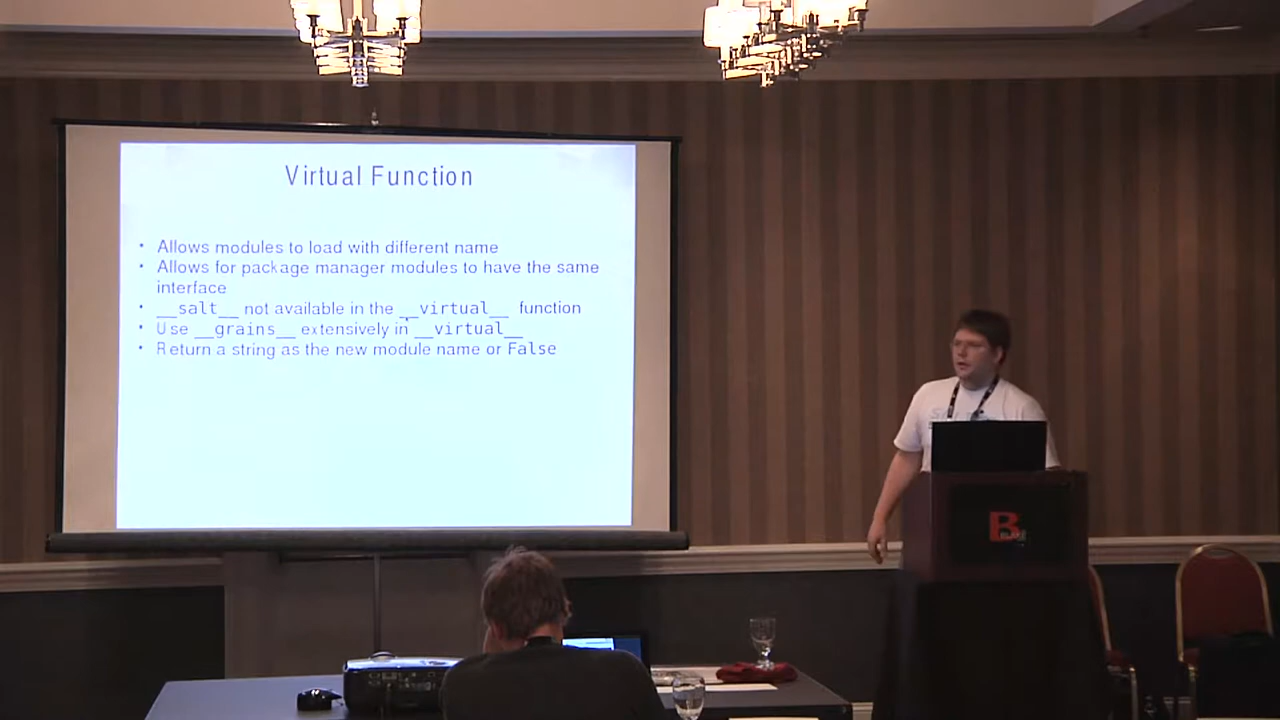 Virtual Function
• Allows modules to load with different name
• Allows for package manager modules to have the same
interface
• __salt__ not available in the __virtual__ function
• Use __grains__ extensively in __virtual__
• Return a string as the new module name or False
B